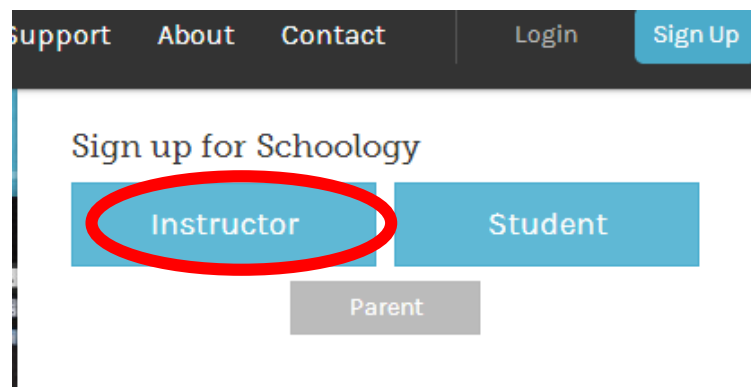 Support About Contact Login Sign Up
Sign up for Schoology
Instructor Student
Parent